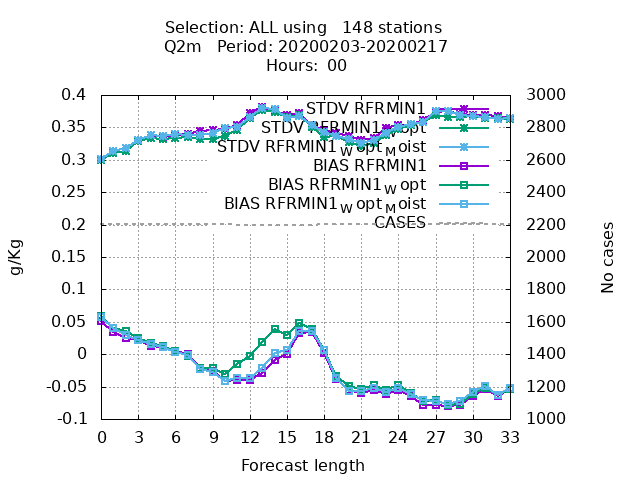 Selection: ALL using   148 stations
Q2m   Period: 20200203-20200217
Hours:  00
0.4
0.35
0.3
0.25
0.2
0.15
0.1
0.05
0
-0.05
-0.1
g/Kg
STDV RFRMIN1
STDV RFRMIN1_W opt
STDV RFRMIN1_W opt_M oist
BIAS RFRMIN1
BIAS RFRMIN1_W opt
BIAS RFRMIN1_W opt_M oist
CASES
3000
2800
2600
2400
2200
2000
1800
1600
1400
1200
1000
No cases
0 3 6 9 12 15 18 21 24 27 30 33
Forecast length